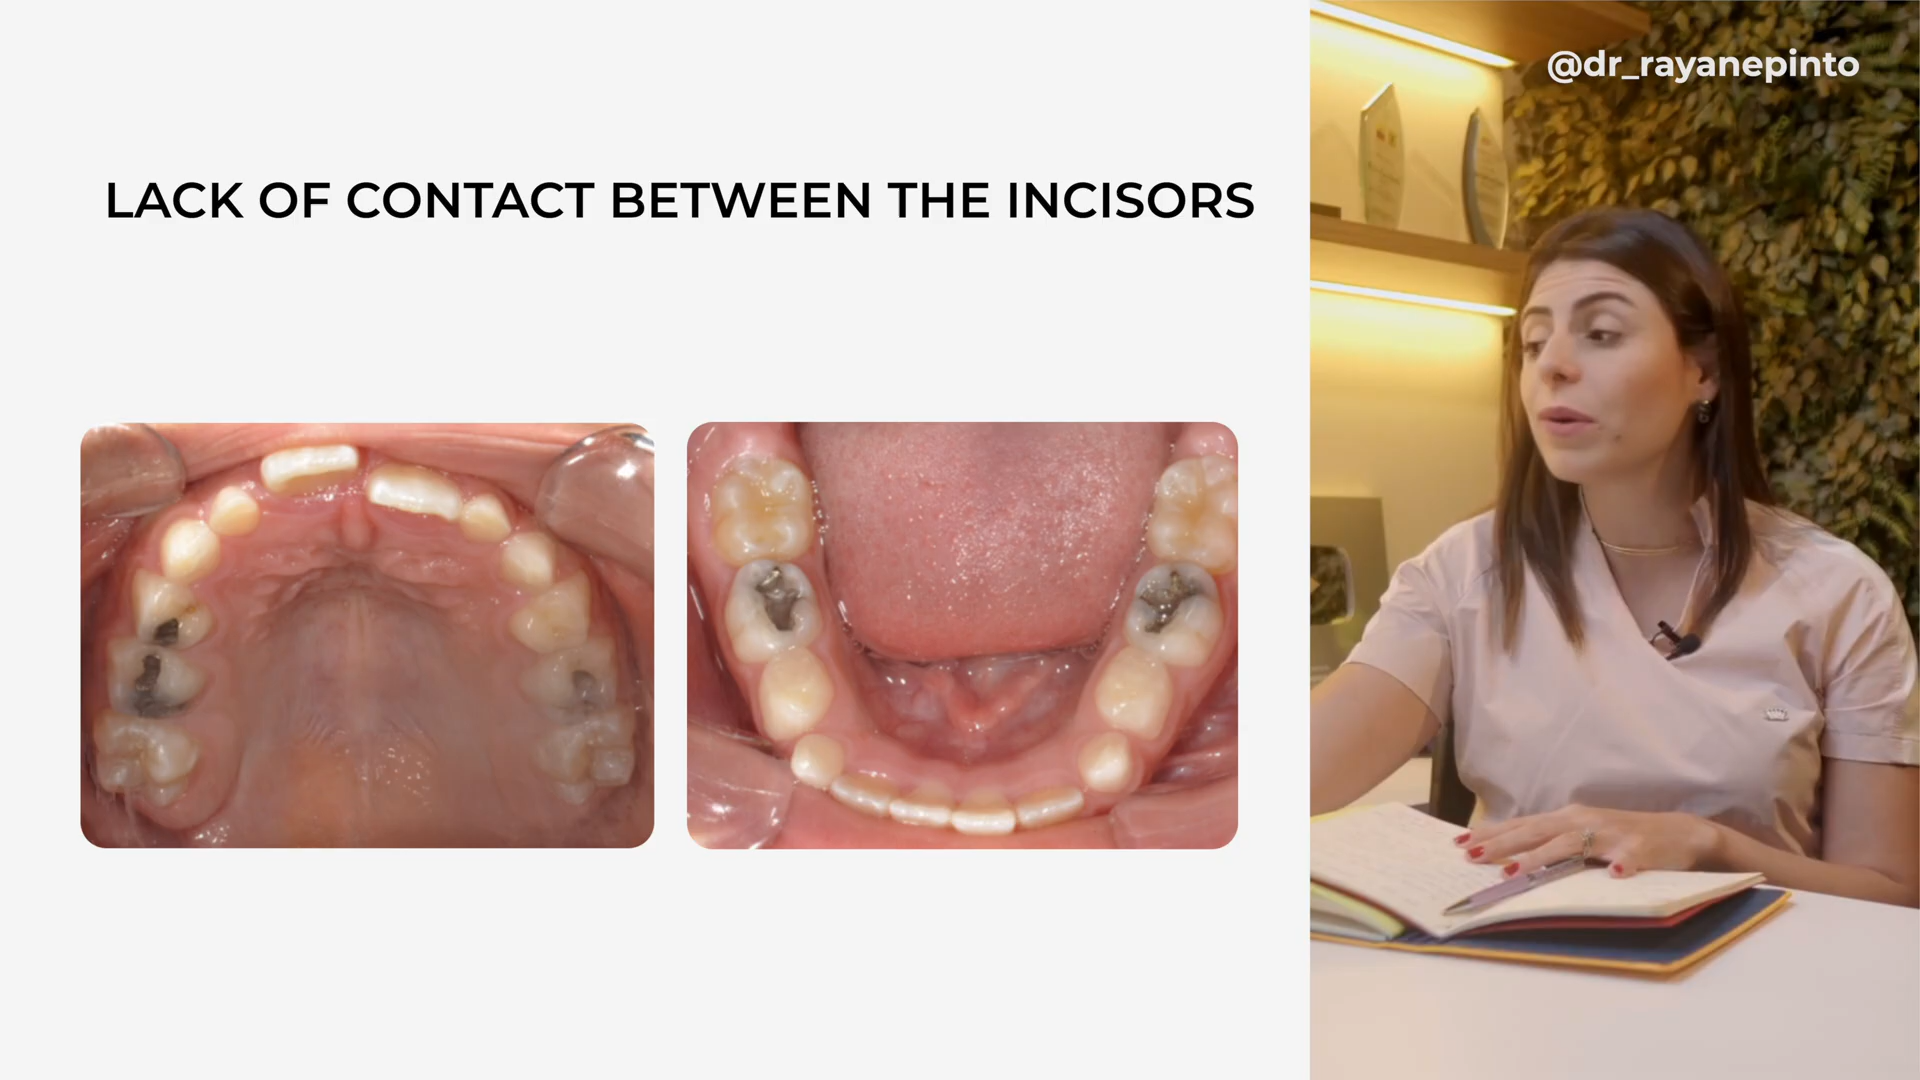 @dr_rayanepinto
LACK OF CONTACT BETWEEN THE INCISORS